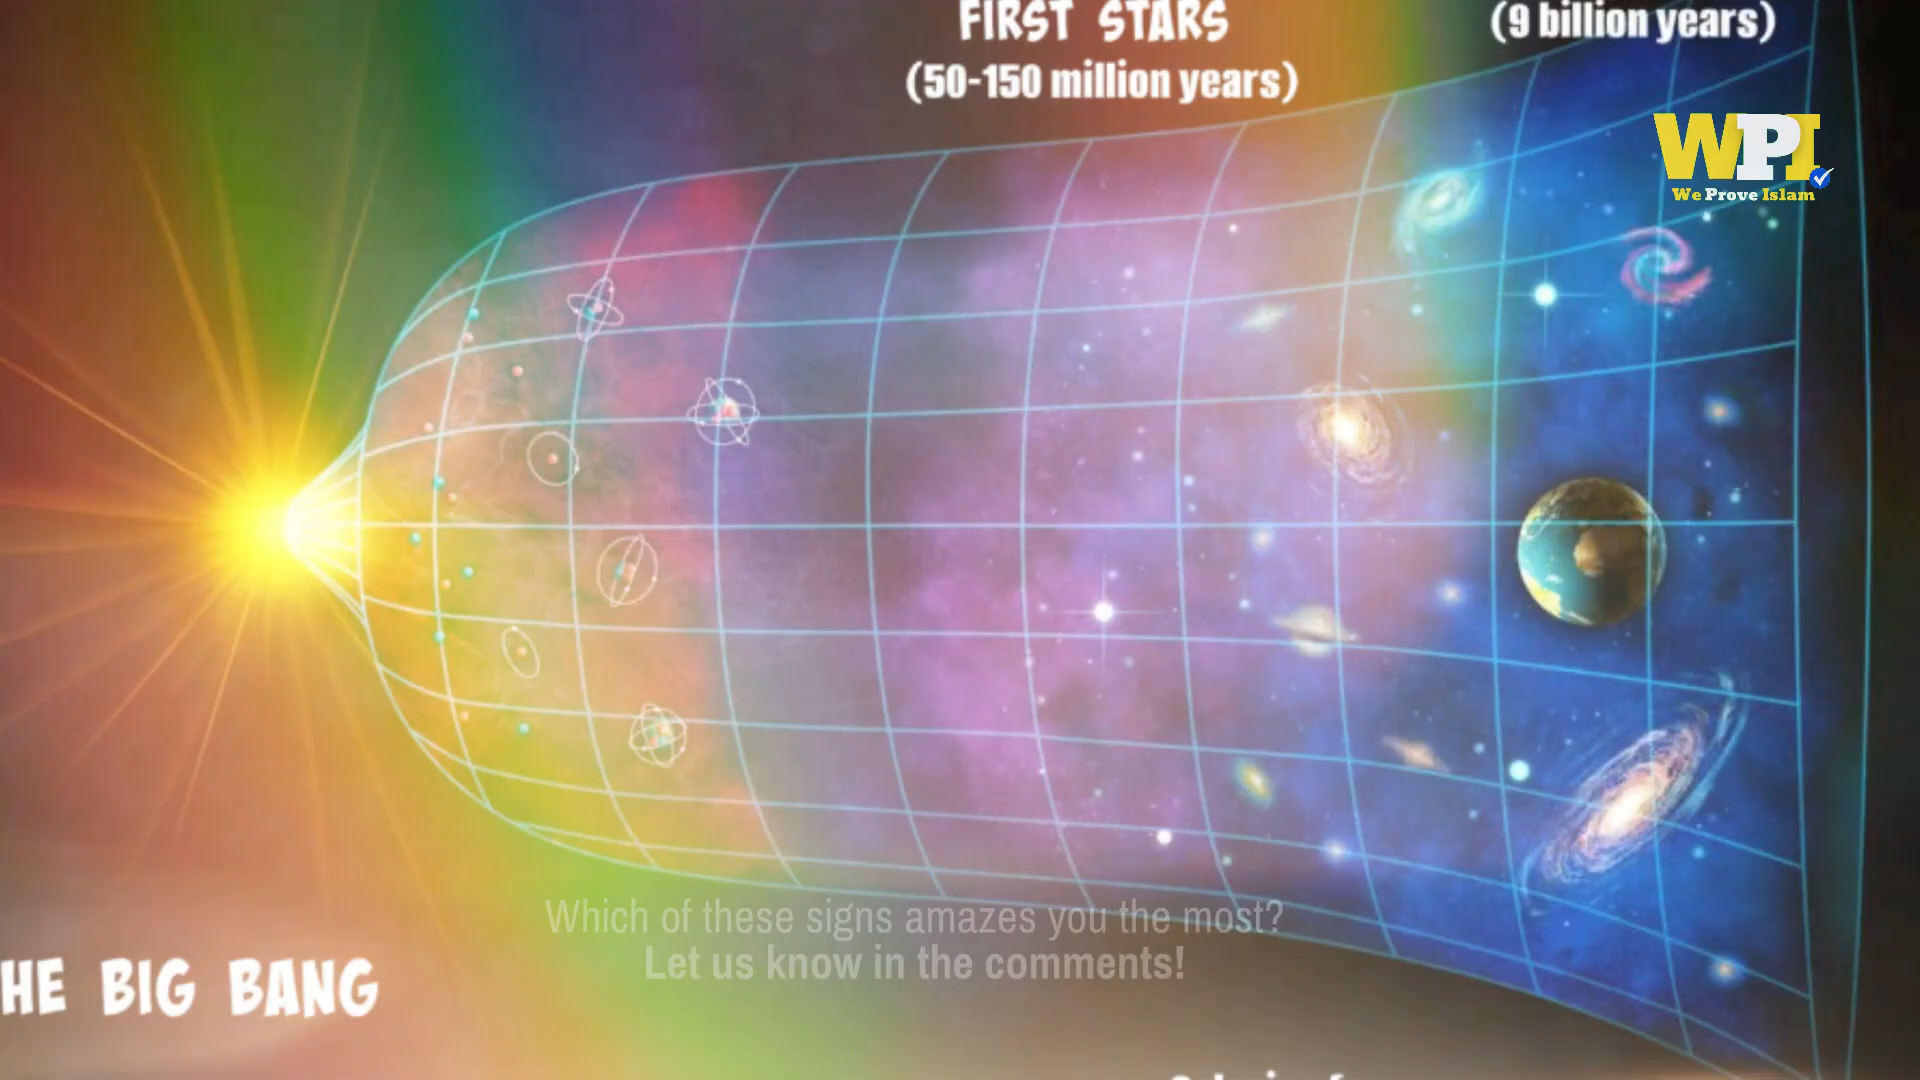 FIRST STARS
(50-150 million years)
(9 billion years)
WPI
We Prove Islam
Which of these signs amazes you the most?
Let us know in the comments!
HE BIG BANG